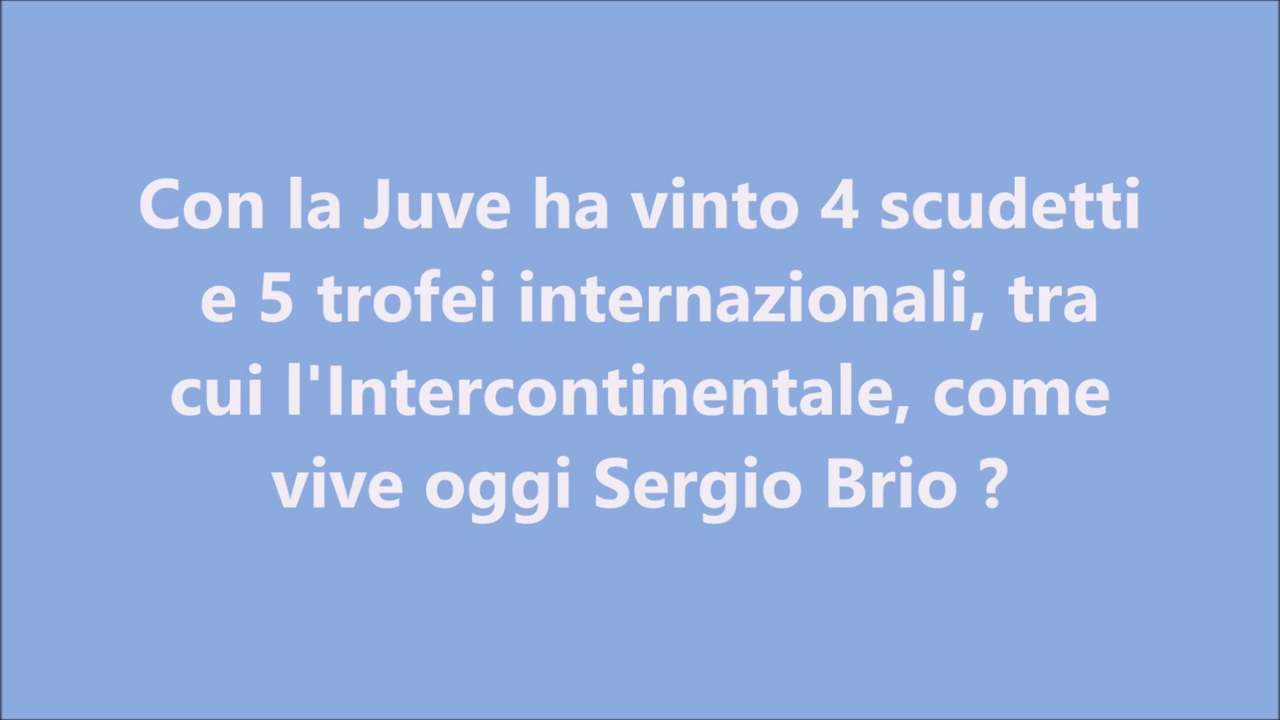 Con la Juve ha vinto 4 scudetti
e 5 trofei internazionali, tra
cui l'Intercontinentale, come
vive oggi Sergio Brio ?